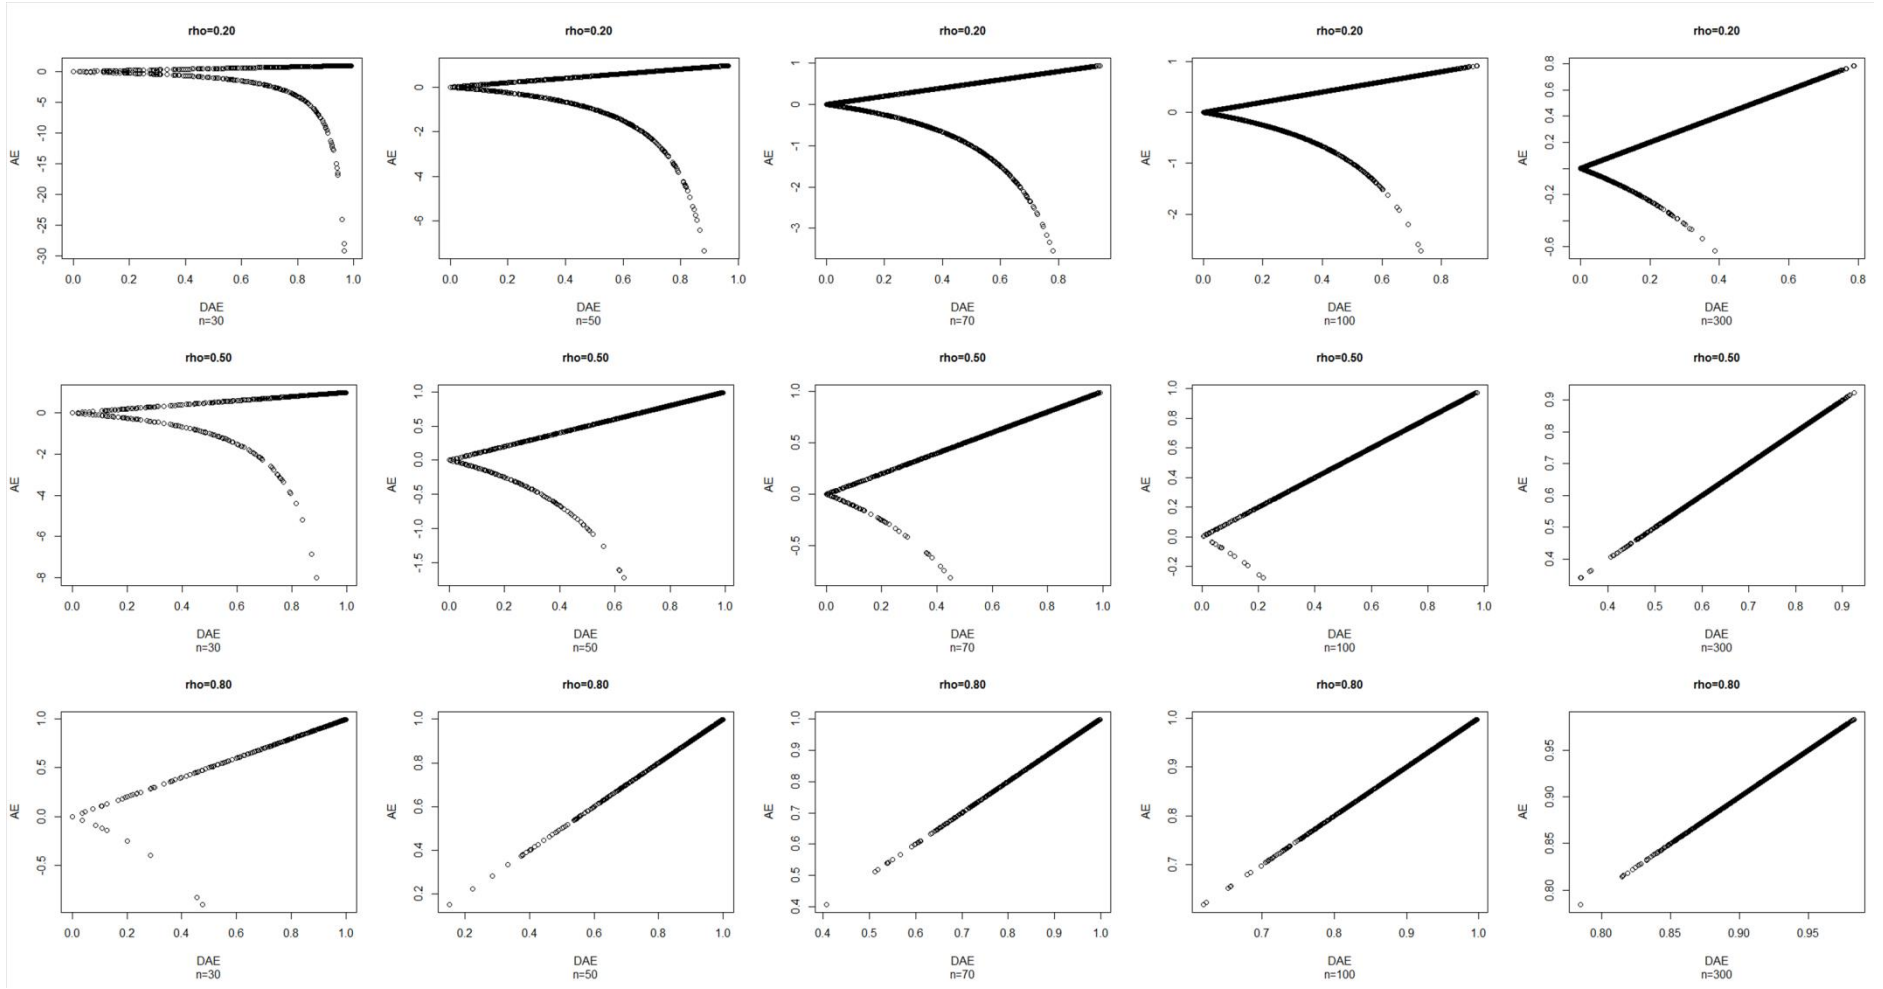 rho=0.20
AE
0
-5
-10
-15
-20
-25
-30
0.0 0.2 0.4 0.6 0.8 1.0
DAE
n=30
rho=0.20
AE
0
-2
-4
-6
0.0 0.2 0.4 0.6 0.8 1.0
DAE
n=50
rho=0.20
AE
1
0
-1
-2
-3
0.0 0.2 0.4 0.6 0.8
DAE
n=70
rho=0.20
AE
1
0
-1
-2
0.0 0.2 0.4 0.6 0.8
DAE
n=100
rho=0.20
AE
0.8
0.6
0.4
0.2
-0.2
-0.6
0.0 0.2 0.4 0.6 0.8
DAE
n=300
rho=0.50
AE
0
-2
-4
-6
-8
0.0 0.2 0.4 0.6 0.8 1.0
DAE
n=30
rho=0.50
AE
1.0
0.5
0.0
-0.5
-1.0
-1.5
0.0 0.2 0.4 0.6 0.8 1.0
DAE
n=50
rho=0.50
AE
1.0
0.5
0.0
-0.5
0.0 0.2 0.4 0.6 0.8 1.0
DAE
n=70
rho=0.50
AE
1.0
0.8
0.6
0.4
0.2
0.0
-0.2
0.0 0.2 0.4 0.6 0.8 1.0
DAE
n=100
rho=0.50
AE
0.9
0.8
0.7
0.6
0.5
0.4
0.4 0.5 0.6 0.7 0.8 0.9
DAE
n=300
rho=0.80
AE
1.0
0.5
0.0
-0.5
0.0 0.2 0.4 0.6 0.8 1.0
DAE
n=30
rho=0.80
AE
1.0
0.8
0.6
0.4
0.2
0.2 0.4 0.6 0.8 1.0
DAE
n=50
rho=0.80
AE
1.0
0.9
0.8
0.7
0.6
0.5
0.4
0.4 0.5 0.6 0.7 0.8 0.9 1.0
DAE
n=70
rho=0.80
AE
1.0
0.9
0.8
0.7
0.7 0.8 0.9 1.0
DAE
n=100
rho=0.80
AE
0.95
0.90
0.85
0.80
0.80 0.85 0.90 0.95
DAE
n=300